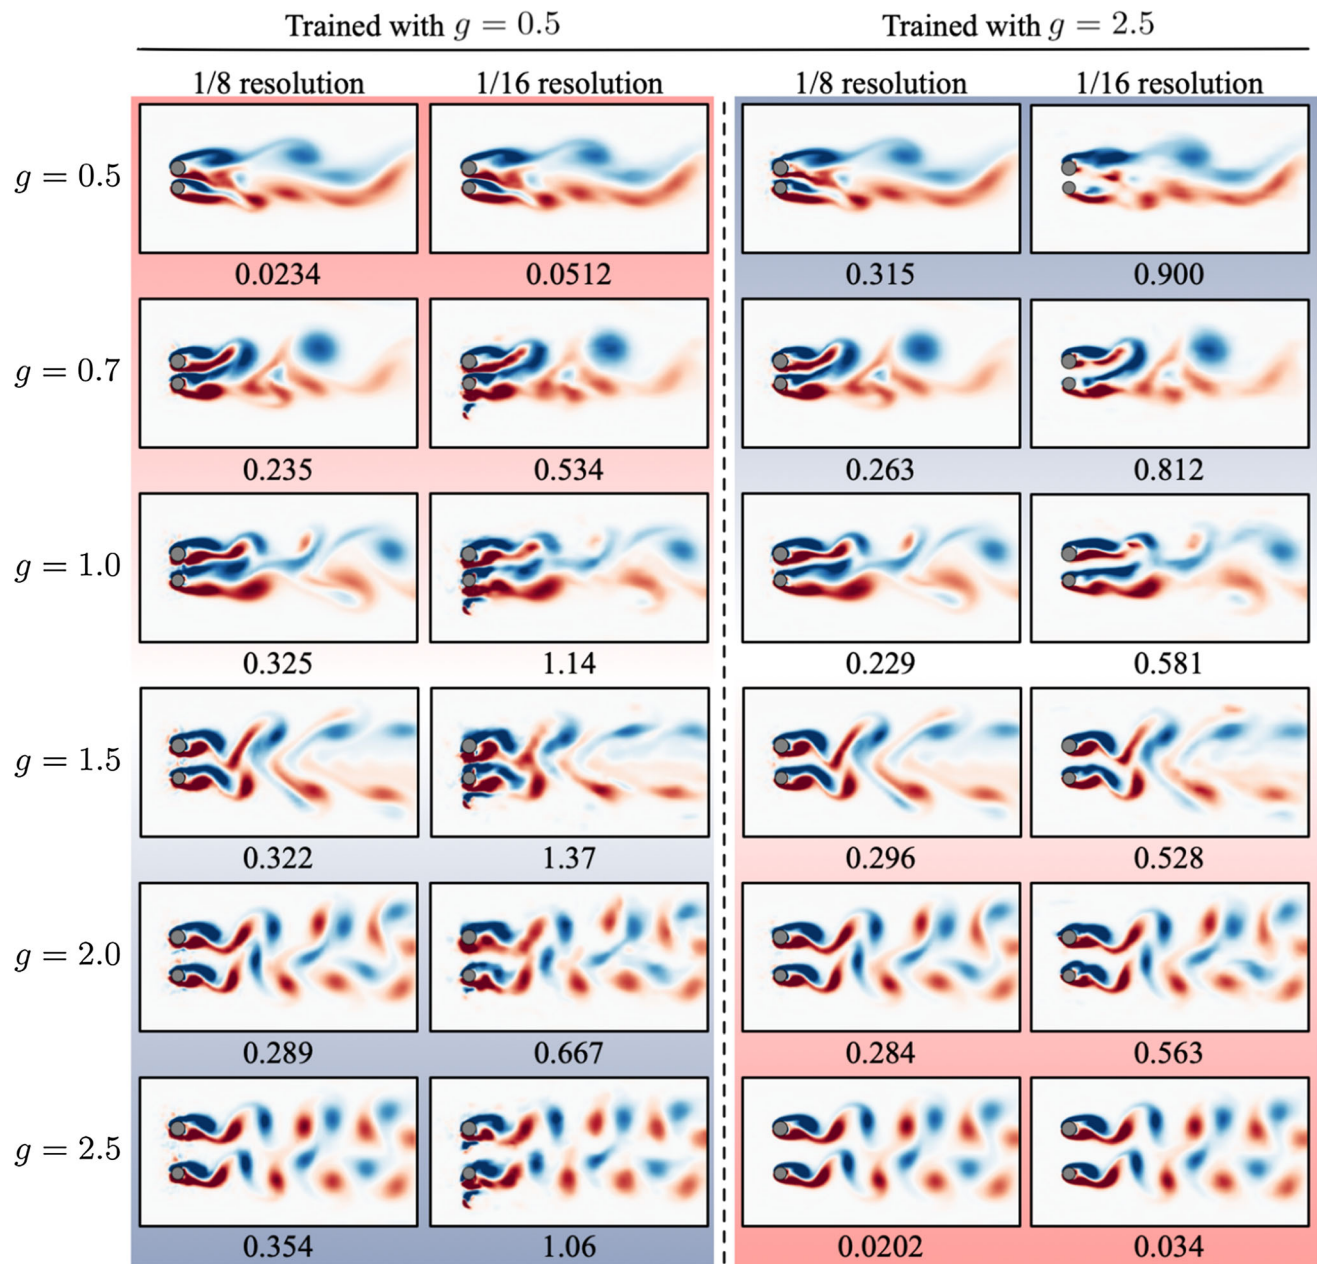 Trained with g = 0.5 Trained with g = 2.5
1/8 resolution 1/16 resolution 1/8 resolution 1/16 resolution
g = 0.5
0.0234 0.0512 0.315 0.900
g = 0.7
0.235 0.534 0.263 0.812
g = 1.0
0.325 1.14 0.229 0.581
g = 1.5
0.322 1.37 0.296 0.528
g = 2.0
0.289 0.667 0.284 0.563
g = 2.5
0.354 1.06 0.0202 0.034